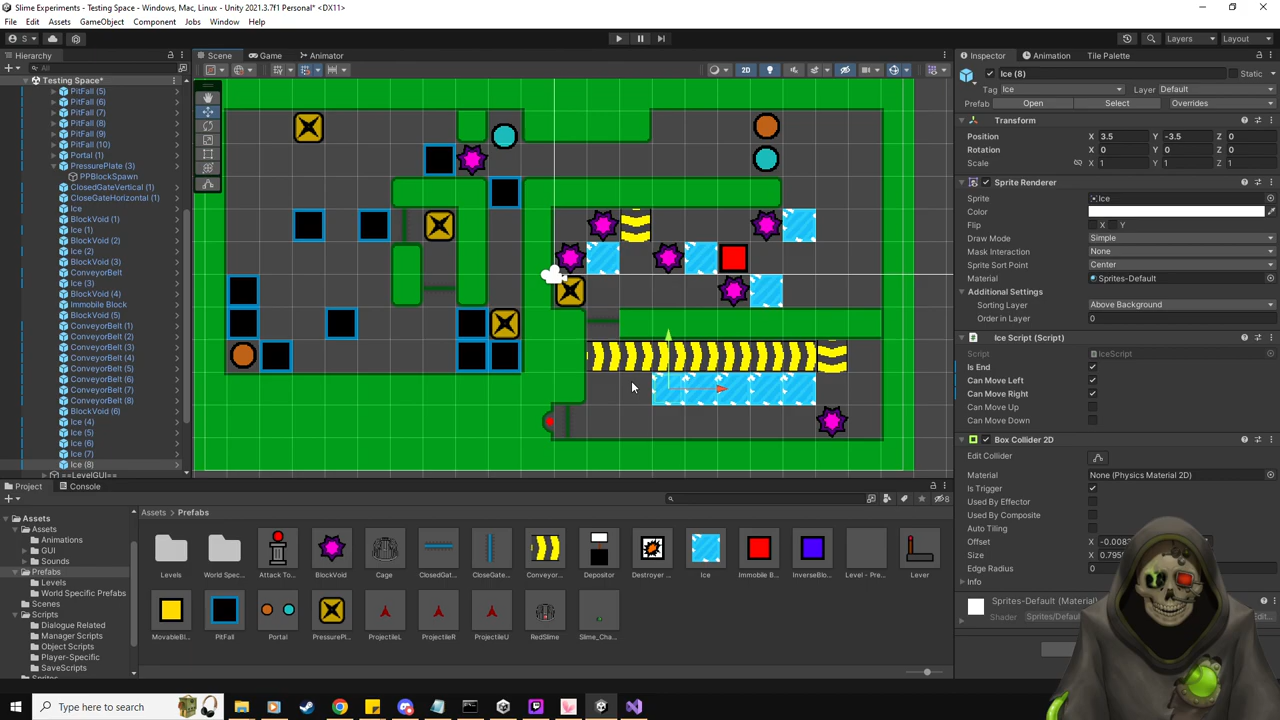 Slime Experiments - Testing Space - Windows, Mac, Linux - Unity 2021.3.7f1 Personal* <DX11>
File Edit Assets GameObject Component Jobs Window Help
S
Layers
Layout
Hierarchy
Scene
Game
Animator
Inspector
Animation
Tile Palette
All
2D
Testing Space*
PitFall (5)
PitFall (6)
PitFall (7)
PitFall (8)
PitFall (9)
PitFall (10)
Portal (1)
PressurePlate (3)
PPBlockSpawn
ClosedGateVertical (1)
CloseGateHorizontal (1)
Ice
BlockVoid (1)
Ice (1)
BlockVoid (2)
Ice (2)
BlockVoid (3)
ConveyorBelt
Ice (3)
BlockVoid (4)
Immobile Block
BlockVoid (5)
ConveyorBelt (1)
ConveyorBelt (2)
ConveyorBelt (3)
ConveyorBelt (4)
ConveyorBelt (5)
ConveyorBelt (6)
ConveyorBelt (7)
ConveyorBelt (8)
BlockVoid (6)
Ice (4)
Ice (5)
Ice (6)
Ice (7)
Ice (8)
==LevelGUI==
Ice (8)
Static
Tag Ice
Layer Default
Prefab Open Select Overrides
Transform
Position X 3.5 Y -3.5 Z 0
Rotation X 0 Y 0 Z 0
Scale X 1 Y 1 Z 1
Sprite Renderer
Sprite Ice
Color
Flip X Y
Draw Mode Simple
Mask Interaction None
Sprite Sort Point Center
Material Sprites-Default
Additional Settings
Sorting Layer Above Background
Order in Layer 0
Ice Script (Script)
Script IceScript
Is End
Can Move Left
Can Move Right
Can Move Up
Can Move Down
Box Collider 2D
Edit Collider
Material None (Physics Material 2D)
Is Trigger
Used By Effector
Used By Composite
Auto Tiling
Offset
Size
Edge Radius 0
Info
Sprites-Default (Material)
Shader
Project
Console
8
Assets
Assets
Animations
GUI
Sounds
Prefabs
Levels
World Specific Prefabs
Scenes
Scripts
Dialogue Related
Manager Scripts
Object Scripts
Player-Specific
SaveScripts
Assets > Prefabs
Levels
World Spec...
Attack To...
BlockVoid
Cage
ClosedGat...
CloseGate...
Conveyor...
Depositor
Destroyer ...
Ice
Immobile B...
InverseBlo...
Level - Pre...
Lever
MovableBl...
PitFall
Portal
PressurePl...
ProjectileL
ProjectileR
ProjectileU
RedSlime
Slime_Cha...
Type here to search